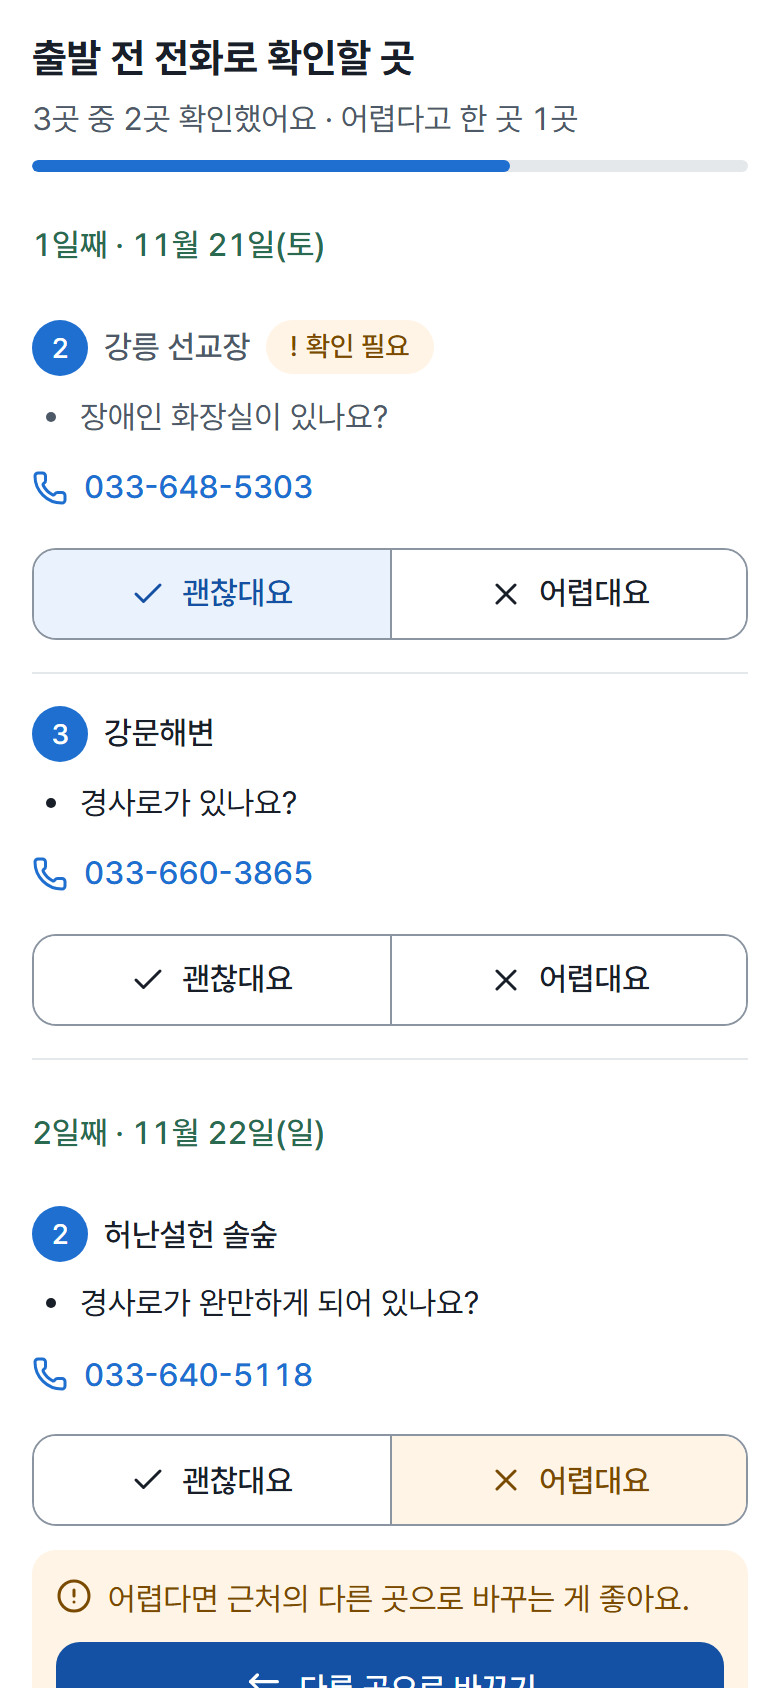 출발 전 전화로 확인할 곳
3곳 중 2곳 확인했어요 · 어렵다고 한 곳 1곳
1일째 · 11월 21일(토)
2 강릉 선교장 ! 확인 필요
• 장애인 화장실이 있나요?
033-648-5303
괜찮대요 어렵대요
3 강문해변
• 경사로가 있나요?
033-660-3865
괜찮대요 어렵대요
2일째 · 11월 22일(일)
2 허난설헌 솔숲
• 경사로가 완만하게 되어 있나요?
033-640-5118
괜찮대요 어렵대요
어렵다면 근처의 다른 곳으로 바꾸는 게 좋아요.
다른 곳으로 바꾸기